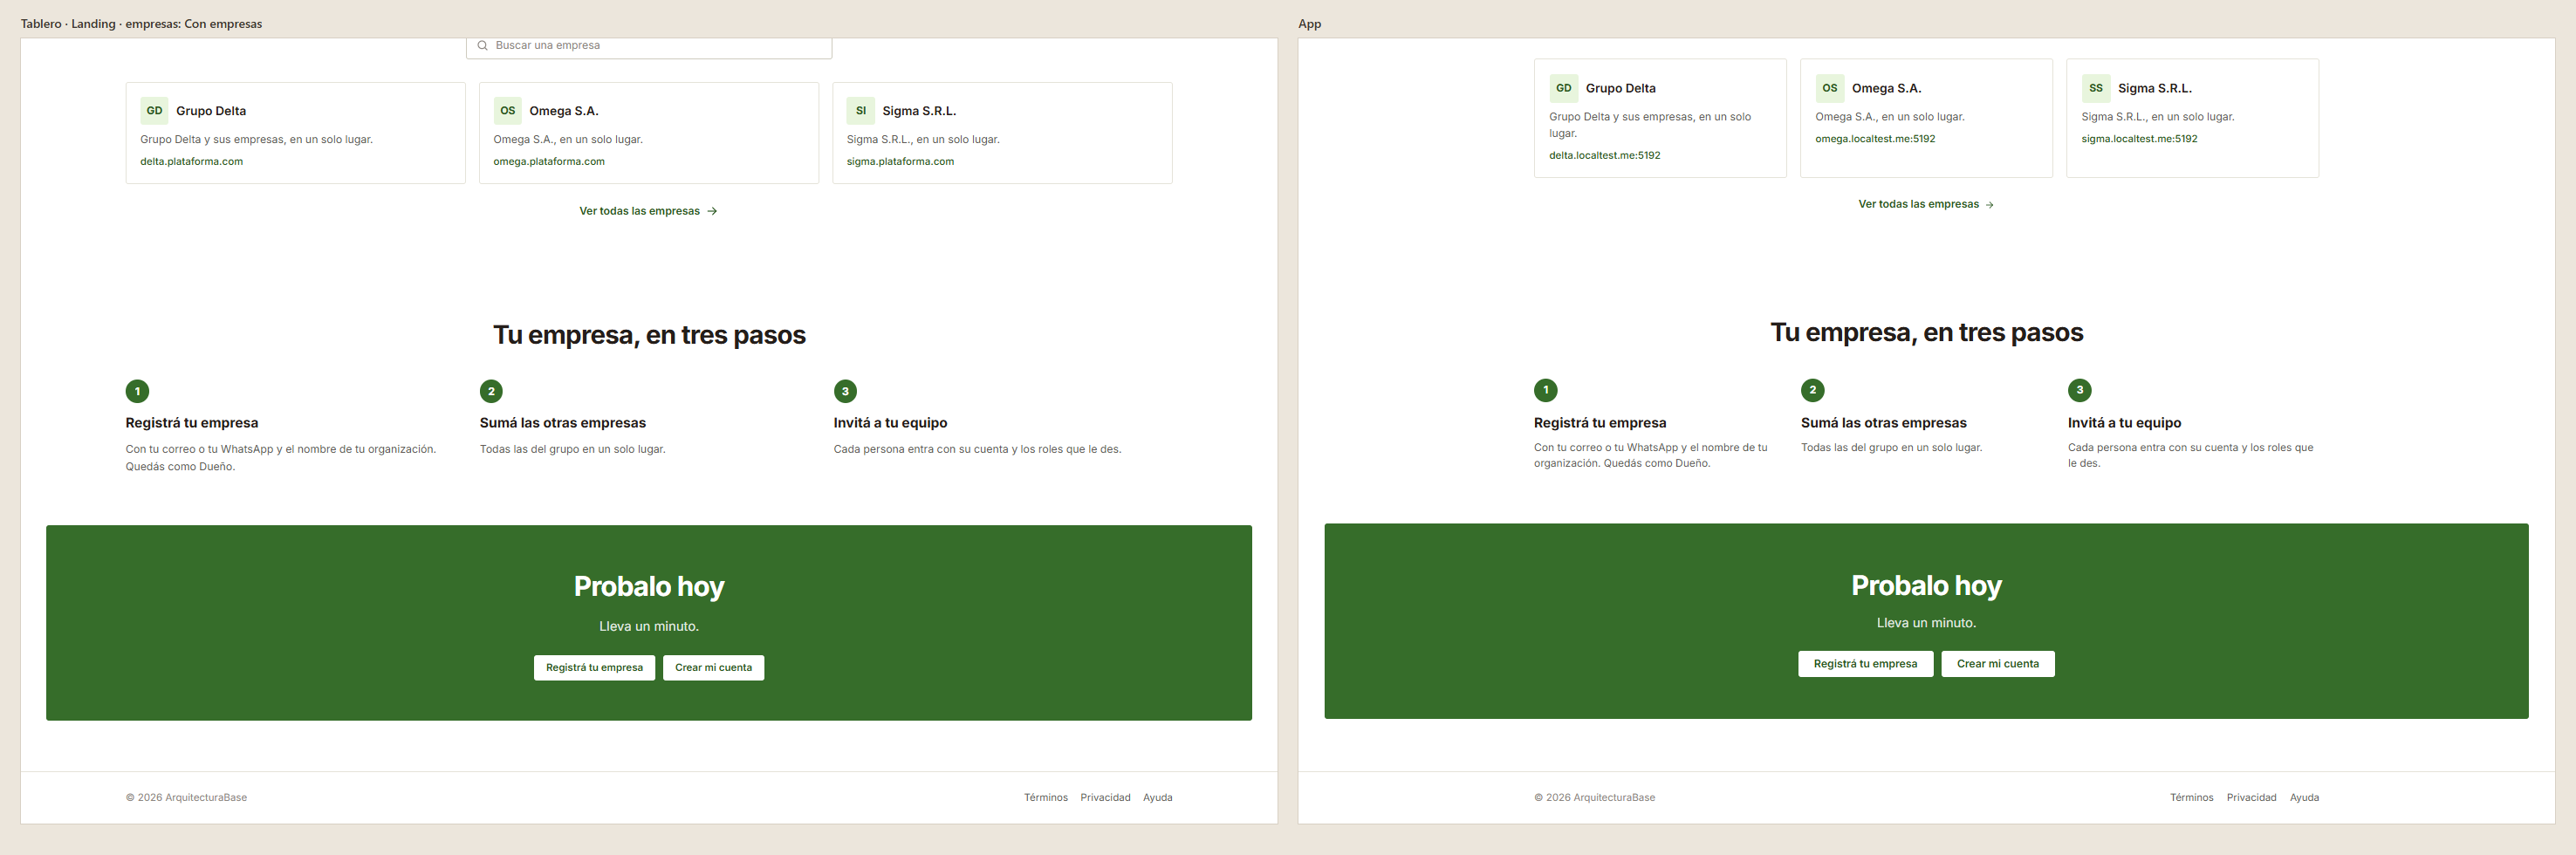 Tablero · Landing · empresas: Con empresas
Buscar una empresa
GD Grupo Delta
Grupo Delta y sus empresas, en un solo lugar.
delta.plataforma.com
OS Omega S.A.
Omega S.A., en un solo lugar.
omega.plataforma.com
SI Sigma S.R.L.
Sigma S.R.L., en un solo lugar.
sigma.plataforma.com
Ver todas las empresas →
Tu empresa, en tres pasos
1
Registrá tu empresa
Con tu correo o tu WhatsApp y el nombre de tu organización.
Quedás como Dueño.
2
Sumá las otras empresas
Todas las del grupo en un solo lugar.
3
Invitá a tu equipo
Cada persona entra con su cuenta y los roles que le des.
Probalo hoy
Lleva un minuto.
Registrá tu empresa
Crear mi cuenta
© 2026 ArquitecturaBase
Términos Privacidad Ayuda
App
GD Grupo Delta
Grupo Delta y sus empresas, en un solo
lugar.
delta.localtest.me:5192
OS Omega S.A.
Omega S.A., en un solo lugar.
omega.localtest.me:5192
SS Sigma S.R.L.
Sigma S.R.L., en un solo lugar.
sigma.localtest.me:5192
Ver todas las empresas →
Tu empresa, en tres pasos
1
Registrá tu empresa
Con tu correo o tu WhatsApp y el nombre de tu
organización. Quedás como Dueño.
2
Sumá las otras empresas
Todas las del grupo en un solo lugar.
3
Invitá a tu equipo
Cada persona entra con su cuenta y los roles que
le des.
Probalo hoy
Lleva un minuto.
Registrá tu empresa
Crear mi cuenta
© 2026 ArquitecturaBase
Términos Privacidad Ayuda